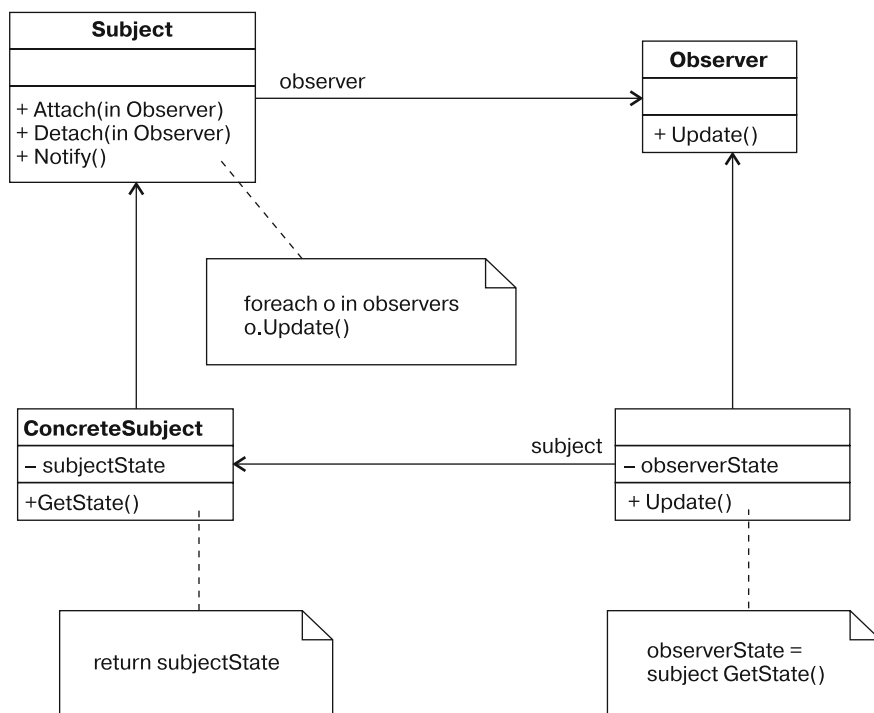 Subject
+ Attach(in Observer)
+ Detach(in Observer)
+ Notify()
observer
Observer
+ Update()
foreach o in observers
o.Update()
ConcreteSubject
– subjectState
+GetState()
subject
– observerState
+ Update()
return subjectState
observerState =
subject GetState()